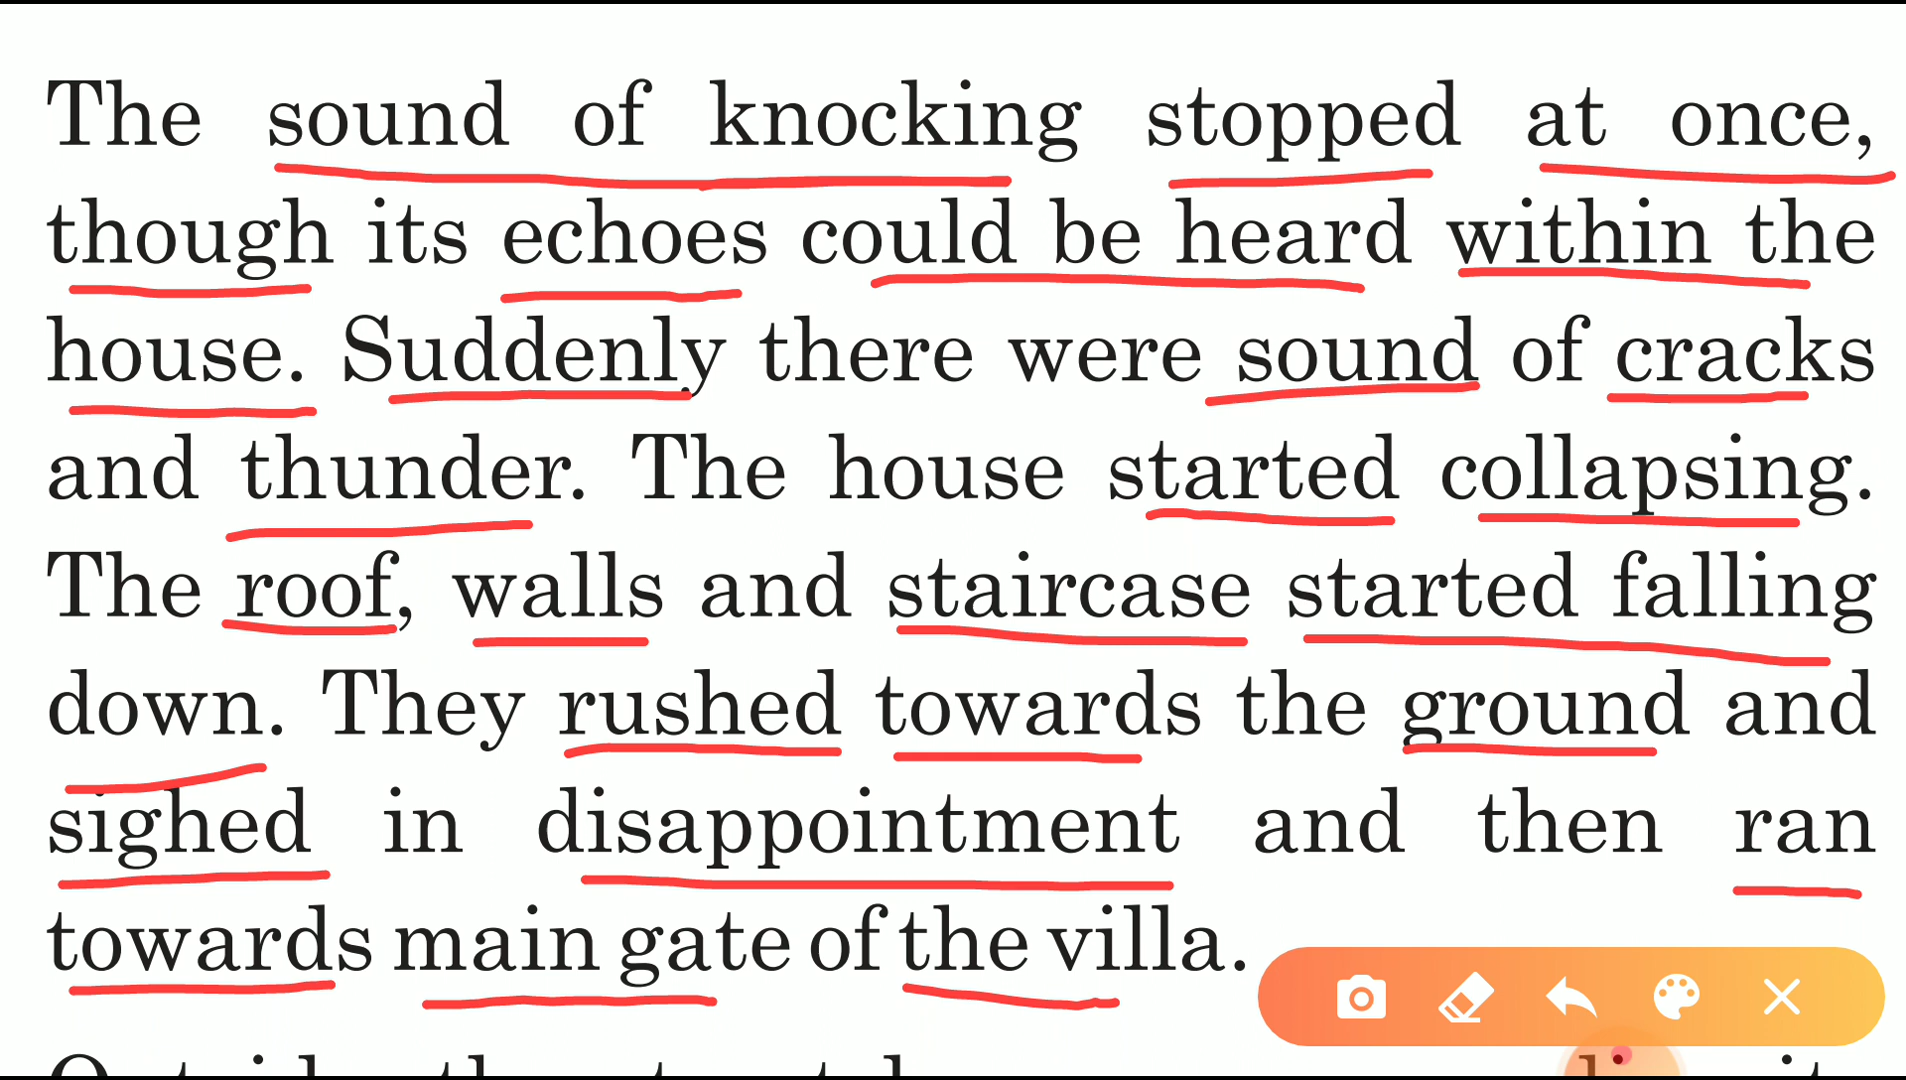 The sound of knocking stopped at once,
though its echoes could be heard within the
house. Suddenly there were sound of cracks
and thunder. The house started collapsing.
The roof, walls and staircase started falling
down. They rushed towards the ground and
sighed in disappointment and then ran
towards main gate of the villa.